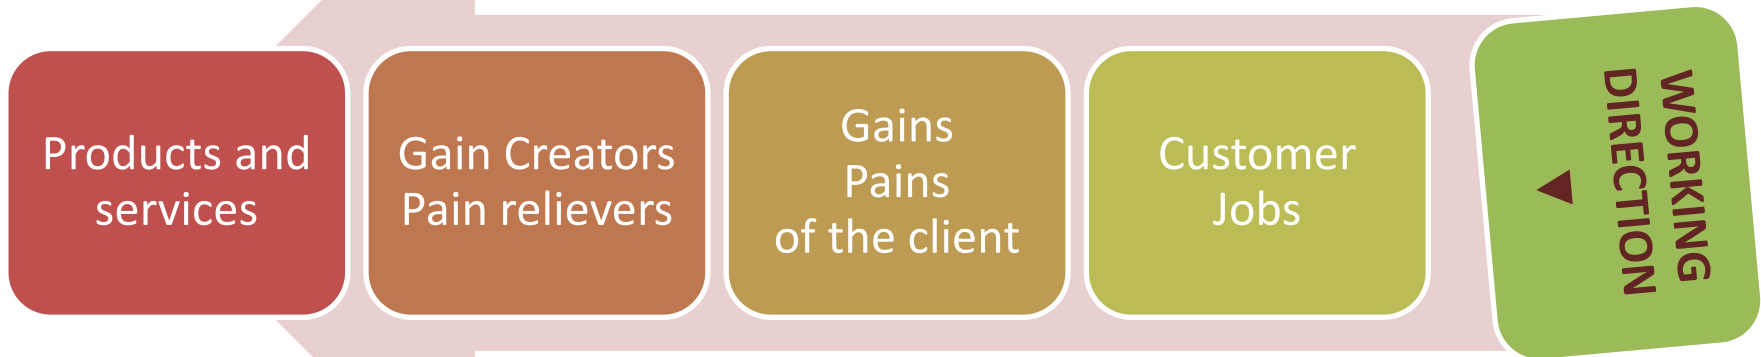 Products and
services
Gain Creators
Pain relievers
Gains
Pains
of the client
Customer
Jobs
WORKING
DIRECTION